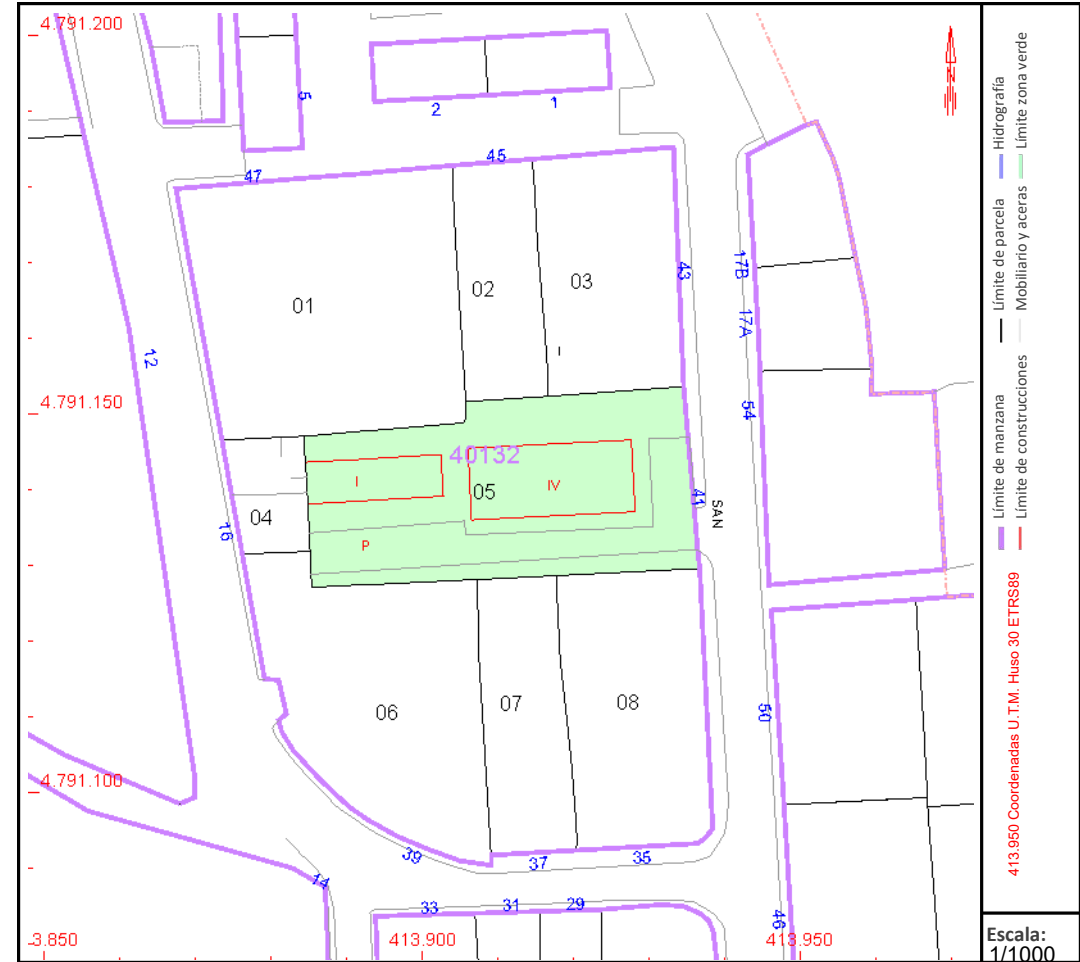 4.791.200
5
2
1
45
47
43
17B
17A
01
02
03
I
12
54
4.791.150
40132
I
IV
05
41
SAN
04
16
P
06
07
08
50
4.791.100
39
37
35
14
33
31
29
46
3.850
413.900
413.950
N
Hidrografía
Límite zona verde
Límite de parcela
Mobiliario y aceras
Límite de manzana
Límite de construcciones
413.950 Coordenadas U.T.M. Huso 30 ETRS89
Escala:
1/1000